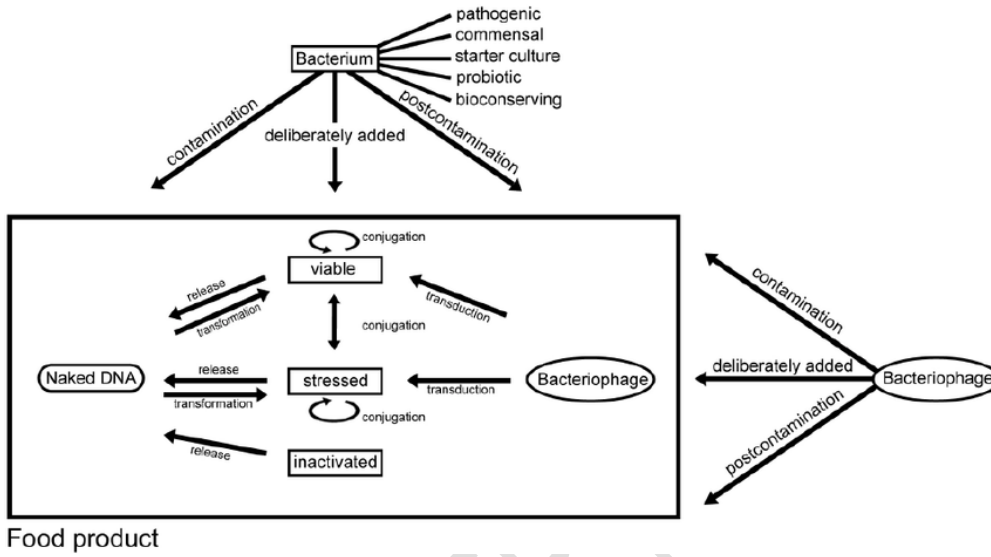 pathogenic
commensal
Bacterium
starter culture
probiotic
bioconserving
contamination
deliberately added
postcontamination
conjugation
viable
release
transformation
transduction
conjugation
contamination
Naked DNA
release
transformation
stressed
transduction
Bacteriophage
deliberately added
Bacteriophage
conjugation
postcontamination
release
inactivated
Food product